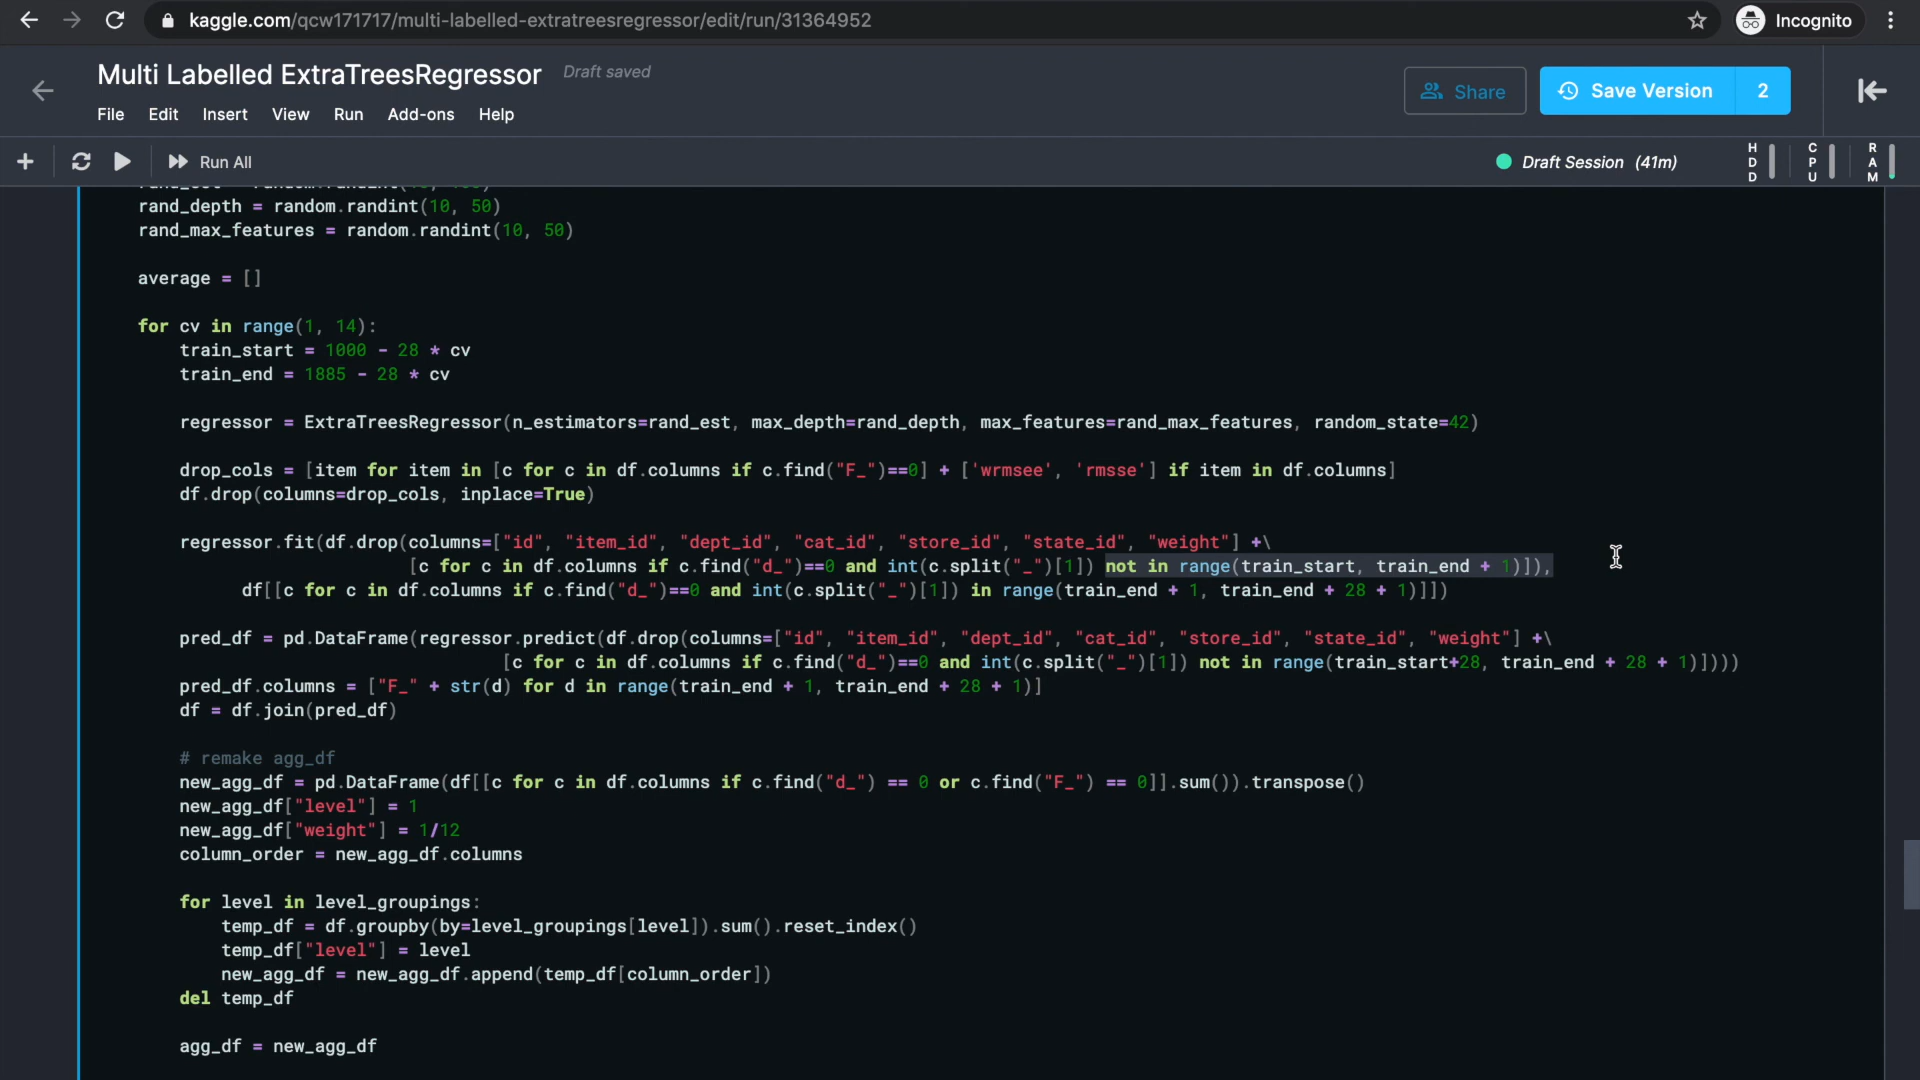 kaggle.com/qcw171717/multi-labelled-extratreesregressor/edit/run/31364952
Incognito
Multi Labelled ExtraTreesRegressor
Draft saved
Share
Save Version
2
File
Edit
Insert
View
Run
Add-ons
Help
Run All
Draft Session (41m)
HDD
CPU
RAM
rand_depth = random.randint(10, 50)
rand_max_features = random.randint(10, 50)
average = []
for cv in range(1, 14):
train_start = 1000 - 28 * cv
train_end = 1885 - 28 * cv
regressor = ExtraTreesRegressor(n_estimators=rand_est, max_depth=rand_depth, max_features=rand_max_features, random_state=42)
drop_cols = [item for item in [c for c in df.columns if c.find("F_")==0] + ['wrmsee', 'rmsse'] if item in df.columns]
df.drop(columns=drop_cols, inplace=True)
regressor.fit(df.drop(columns=["id", "item_id", "dept_id", "cat_id", "store_id", "state_id", "weight"] +\
[c for c in df.columns if c.find("d_")==0 and int(c.split("_")[1]) not in range(train_start, train_end + 1)]),
df[[c for c in df.columns if c.find("d_")==0 and int(c.split("_")[1]) in range(train_end + 1, train_end + 28 + 1)]])
pred_df = pd.DataFrame(regressor.predict(df.drop(columns=["id", "item_id", "dept_id", "cat_id", "store_id", "state_id", "weight"] +\
[c for c in df.columns if c.find("d_")==0 and int(c.split("_")[1]) not in range(train_start+28, train_end + 28 + 1)])))
pred_df.columns = ["F_" + str(d) for d in range(train_end + 1, train_end + 28 + 1)]
df = df.join(pred_df)
# remake agg_df
new_agg_df = pd.DataFrame(df[[c for c in df.columns if c.find("d_") == 0 or c.find("F_") == 0]].sum()).transpose()
new_agg_df["level"] = 1
new_agg_df["weight"] = 1/12
column_order = new_agg_df.columns
for level in level_groupings:
temp_df = df.groupby(by=level_groupings[level]).sum().reset_index()
temp_df["level"] = level
new_agg_df = new_agg_df.append(temp_df[column_order])
del temp_df
agg_df = new_agg_df